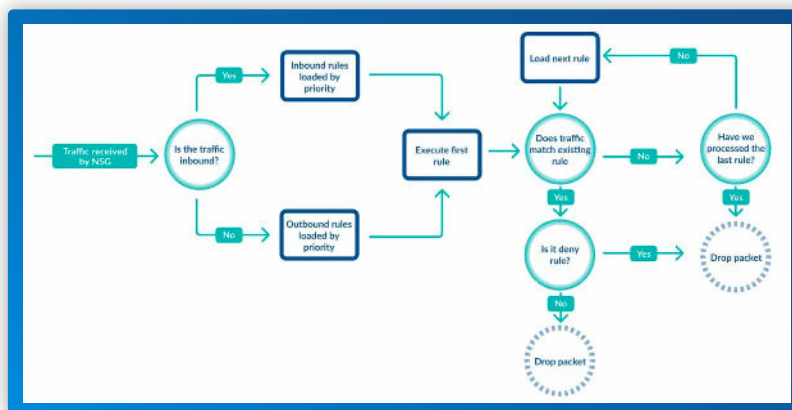 Traffic received
by NSG
Is the traffic
inbound?
Yes
Inbound rules
loaded by
priority
No
Outbound rules
loaded by
priority
Execute first
rule
Load next rule
No
Does traffic
match existing
rule
No
Have we
processed the
last rule?
Yes
Yes
Is it deny
rule?
Yes
Drop packet
No
Drop packet